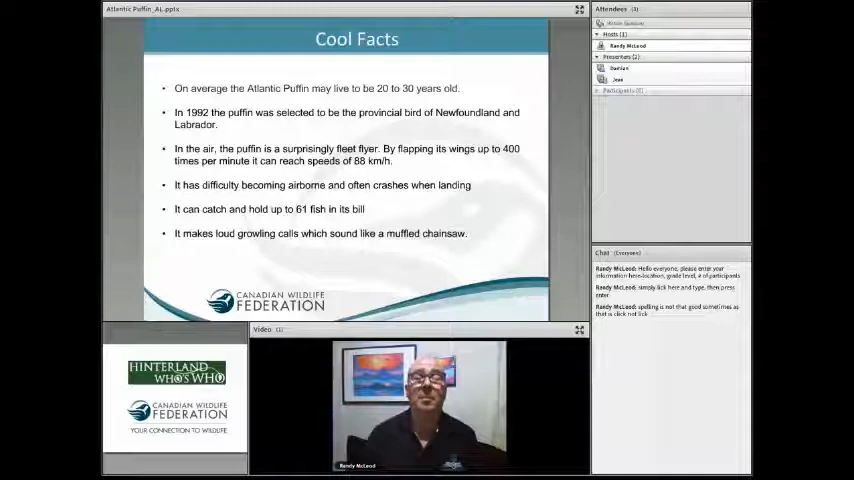 Atlantic Puffin_AL.pptx
Cool Facts
• On average the Atlantic Puffin may live to be 20 to 30 years old.
• In 1992 the puffin was selected to be the provincial bird of Newfoundland and
Labrador.
• In the air, the puffin is a surprisingly fleet flyer. By flapping its wings up to 400
times per minute it can reach speeds of 88 km/h.
• It has difficulty becoming airborne and often crashes when landing
• It can catch and hold up to 61 fish in its bill
• It makes loud growling calls which sound like a muffled chainsaw.
CANADIAN WILDLIFE
FEDERATION
HINTERLAND
WHO'S WHO
CANADIAN WILDLIFE
FEDERATION
YOUR CONNECTION TO WILDLIFE
Video (1)
Randy McLeod
Attendees (3)
Active Speakers
Hosts (1)
Randy McLeod
Presenters (2)
Damian
Jean
Participants (0)
Chat (Everyone)
Randy McLeod: Hello everyone, please enter your
information here-location, grade level, # of participants
Randy McLeod: simply lick here and type, then press
enter
Randy McLeod: spelling is not that good sometimes as
that is click not lick